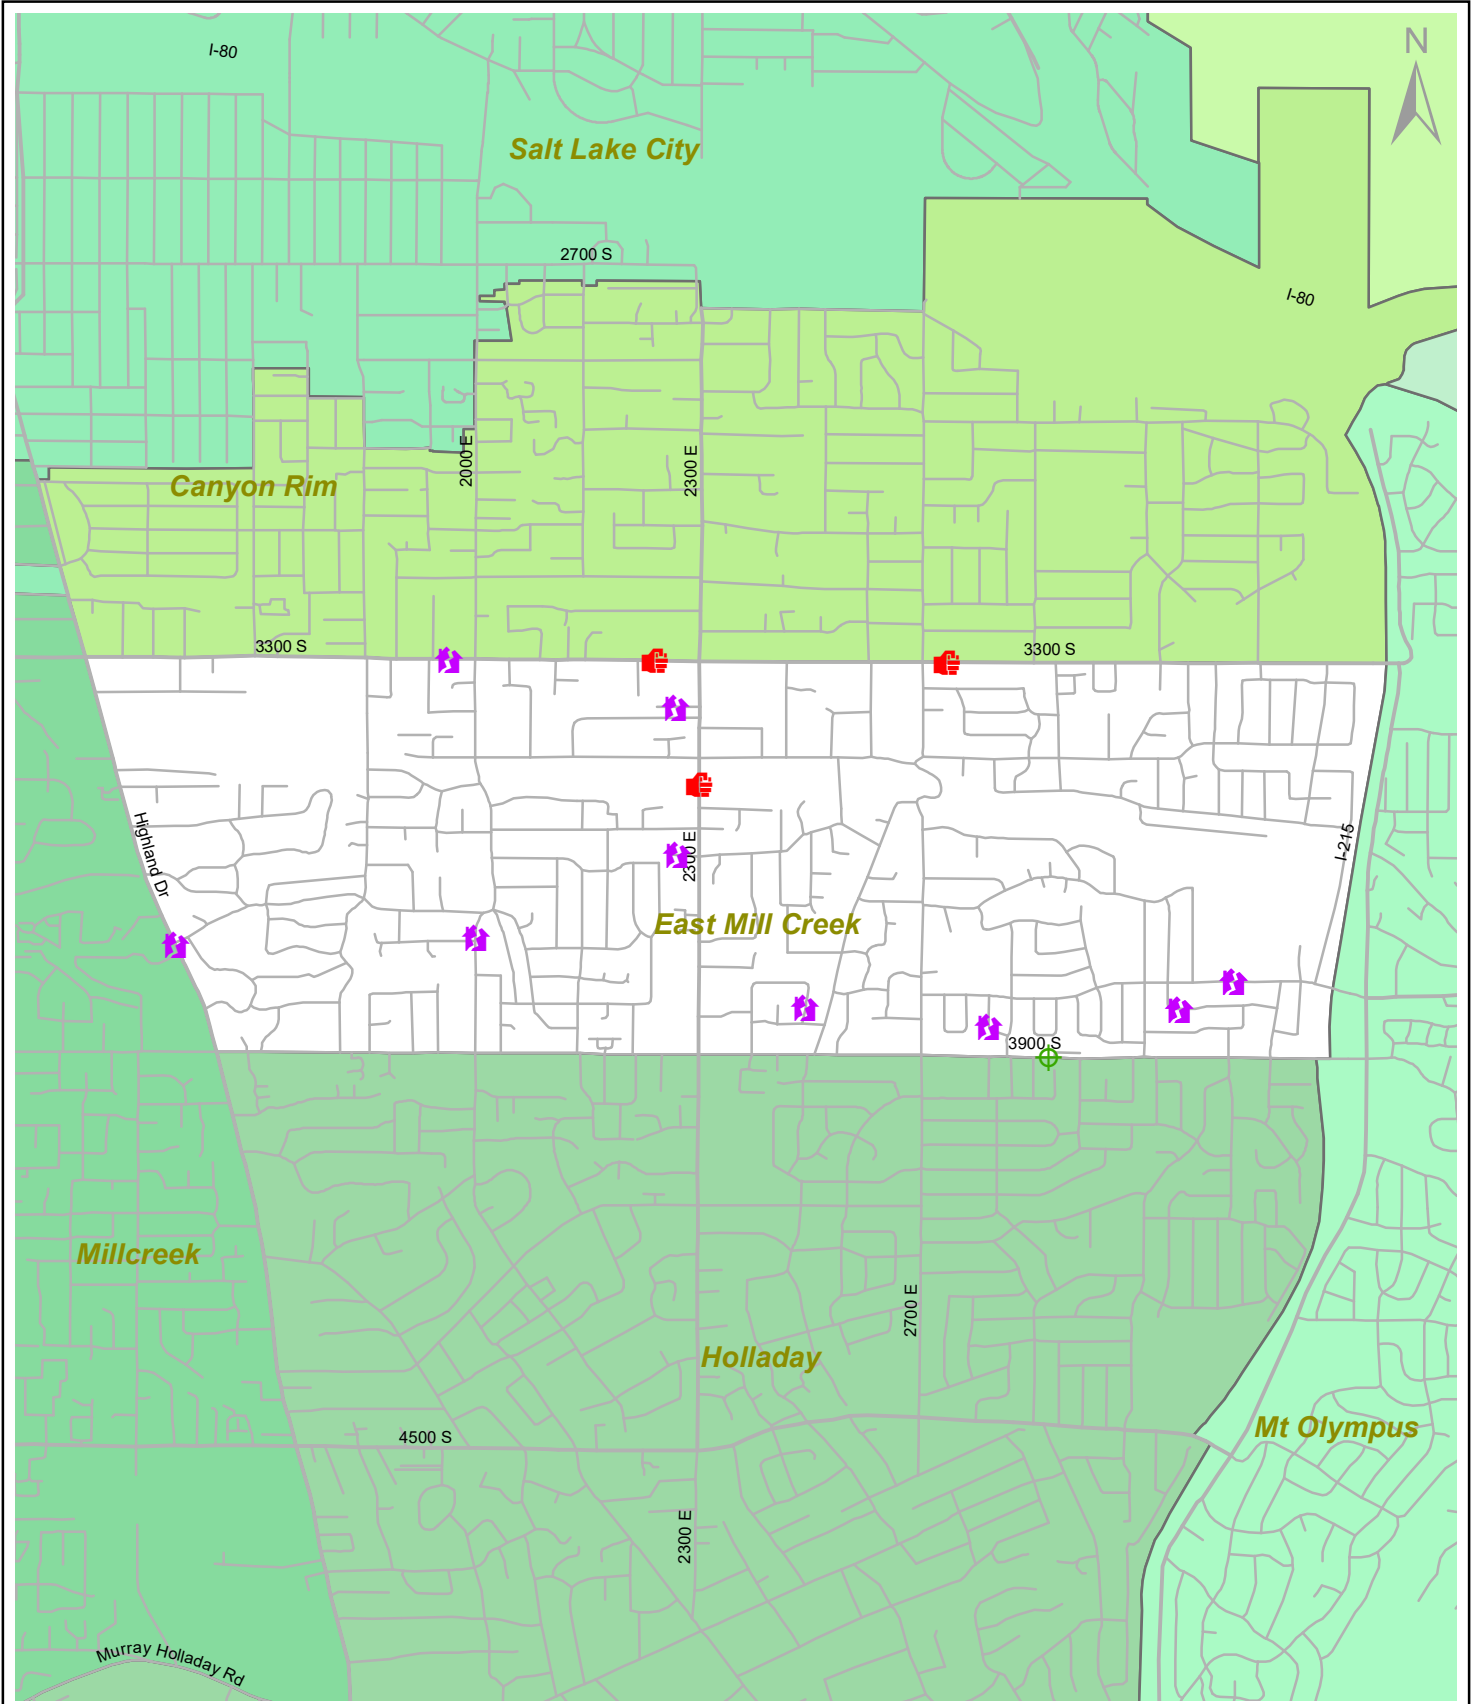 I-80
N
Salt Lake City
2700 S
I-80
2000 E
2300 E
Canyon Rim
3300 S
3300 S
Highland Dr
2300 E
I-215
East Mill Creek
3900 S
Millcreek
2700 E
Holladay
Mt Olympus
4500 S
2300 E
Murray Holladay Rd